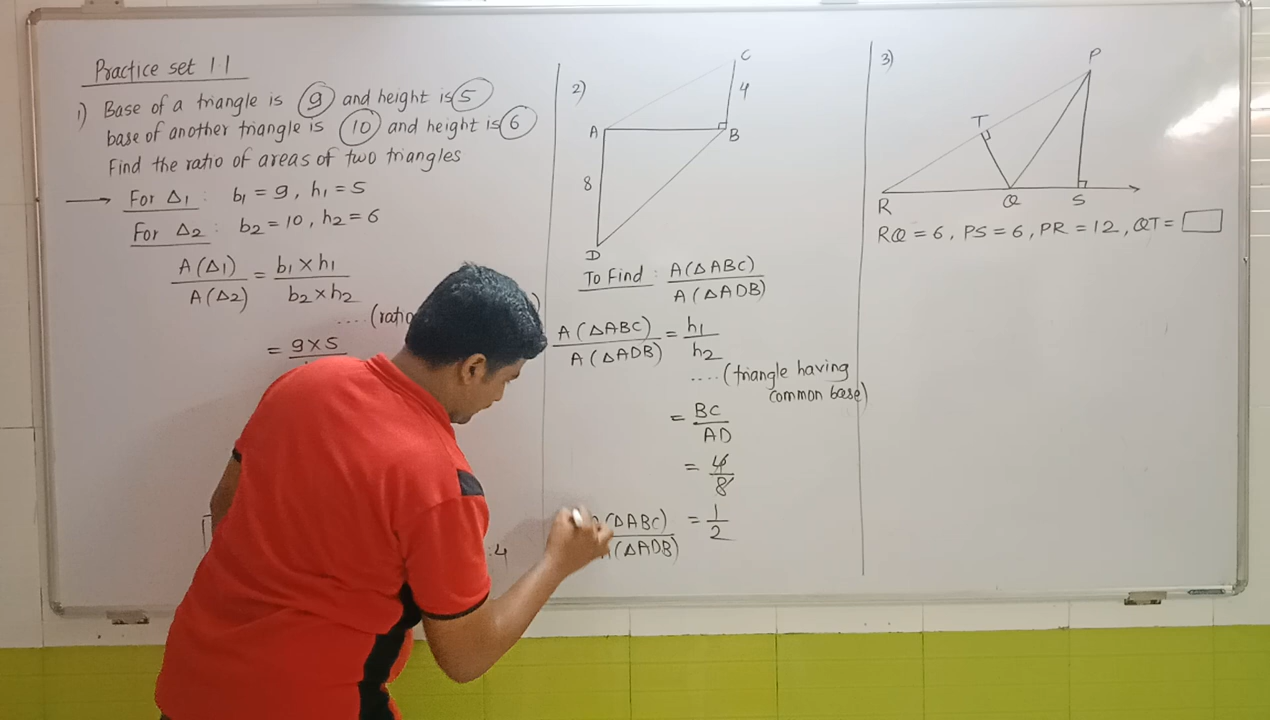 Practice set 1.1
1) Base of a triangle is 9 and height is 5
base of another triangle is 10 and height is 6
Find the ratio of areas of two triangles
→ For Δ1 : b1 = 9, h1 = 5
For Δ2 : b2 = 10, h2 = 6
A(Δ1)/A(Δ2) = b1 × h1/b2 × h2
.... (ratio
= 9×5
:4
2)
C
4
A
B
8
D
To Find : A(ΔABC)/A(ΔADB)
A(ΔABC)/A(ΔADB) = h1/h2
.... (triangle having
common base)
= BC/AD
= 4/8
A(ΔABC)/A(ΔADB) = 1/2
3)
P
T
R
Q
S
RQ = 6, PS = 6, PR = 12, QT =